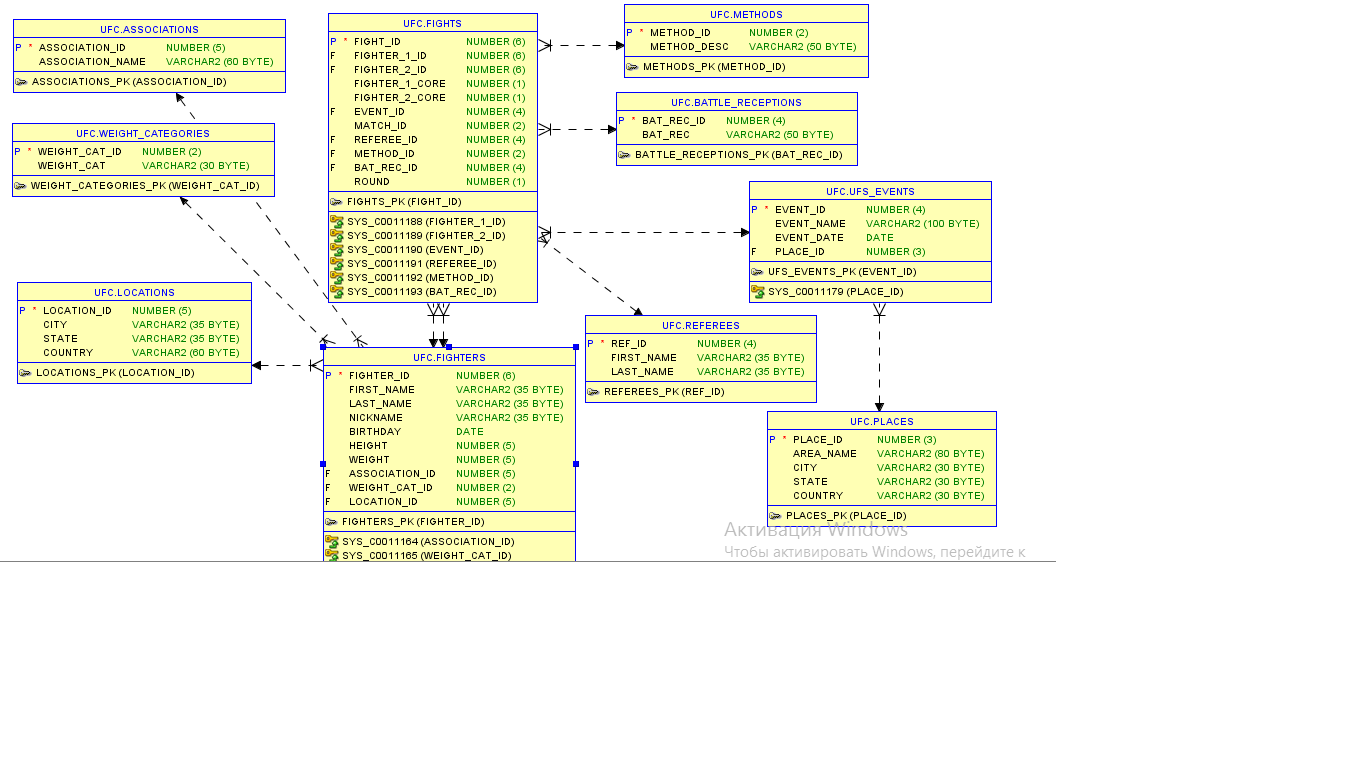 UFC.ASSOCIATIONS
P * ASSOCIATION_ID NUMBER (5)
ASSOCIATION_NAME VARCHAR2 (60 BYTE)
ASSOCIATIONS_PK (ASSOCIATION_ID)
UFC.WEIGHT_CATEGORIES
P * WEIGHT_CAT_ID NUMBER (2)
WEIGHT_CAT VARCHAR2 (30 BYTE)
WEIGHT_CATEGORIES_PK (WEIGHT_CAT_ID)
UFC.LOCATIONS
P * LOCATION_ID NUMBER (5)
CITY VARCHAR2 (35 BYTE)
STATE VARCHAR2 (35 BYTE)
COUNTRY VARCHAR2 (60 BYTE)
LOCATIONS_PK (LOCATION_ID)
UFC.FIGHTS
P * FIGHT_ID NUMBER (6)
F FIGHTER_1_ID NUMBER (6)
F FIGHTER_2_ID NUMBER (6)
FIGHTER_1_CORE NUMBER (1)
FIGHTER_2_CORE NUMBER (1)
F EVENT_ID NUMBER (4)
MATCH_ID NUMBER (2)
F REFEREE_ID NUMBER (4)
F METHOD_ID NUMBER (2)
F BAT_REC_ID NUMBER (4)
ROUND NUMBER (1)
FIGHTS_PK (FIGHT_ID)
SYS_C0011188 (FIGHTER_1_ID)
SYS_C0011189 (FIGHTER_2_ID)
SYS_C0011190 (EVENT_ID)
SYS_C0011191 (REFEREE_ID)
SYS_C0011192 (METHOD_ID)
SYS_C0011193 (BAT_REC_ID)
UFC.FIGHTERS
P * FIGHTER_ID NUMBER (6)
FIRST_NAME VARCHAR2 (35 BYTE)
LAST_NAME VARCHAR2 (35 BYTE)
NICKNAME VARCHAR2 (35 BYTE)
BIRTHDAY DATE
HEIGHT NUMBER (5)
WEIGHT NUMBER (5)
F ASSOCIATION_ID NUMBER (5)
F WEIGHT_CAT_ID NUMBER (2)
F LOCATION_ID NUMBER (5)
FIGHTERS_PK (FIGHTER_ID)
SYS_C0011164 (ASSOCIATION_ID)
SYS_C0011165 (WEIGHT_CAT_ID)
UFC.METHODS
P * METHOD_ID NUMBER (2)
METHOD_DESC VARCHAR2 (50 BYTE)
METHODS_PK (METHOD_ID)
UFC.BATTLE_RECEPTIONS
P * BAT_REC_ID NUMBER (4)
BAT_REC VARCHAR2 (50 BYTE)
BATTLE_RECEPTIONS_PK (BAT_REC_ID)
UFC.UFS_EVENTS
P * EVENT_ID NUMBER (4)
EVENT_NAME VARCHAR2 (100 BYTE)
EVENT_DATE DATE
F PLACE_ID NUMBER (3)
UFS_EVENTS_PK (EVENT_ID)
SYS_C0011179 (PLACE_ID)
UFC.REFEREES
P * REF_ID NUMBER (4)
FIRST_NAME VARCHAR2 (35 BYTE)
LAST_NAME VARCHAR2 (35 BYTE)
REFEREES_PK (REF_ID)
UFC.PLACES
P * PLACE_ID NUMBER (3)
AREA_NAME VARCHAR2 (80 BYTE)
CITY VARCHAR2 (30 BYTE)
STATE VARCHAR2 (30 BYTE)
COUNTRY VARCHAR2 (30 BYTE)
PLACES_PK (PLACE_ID)
Активация Windows
Чтобы активировать Windows, перейдите к